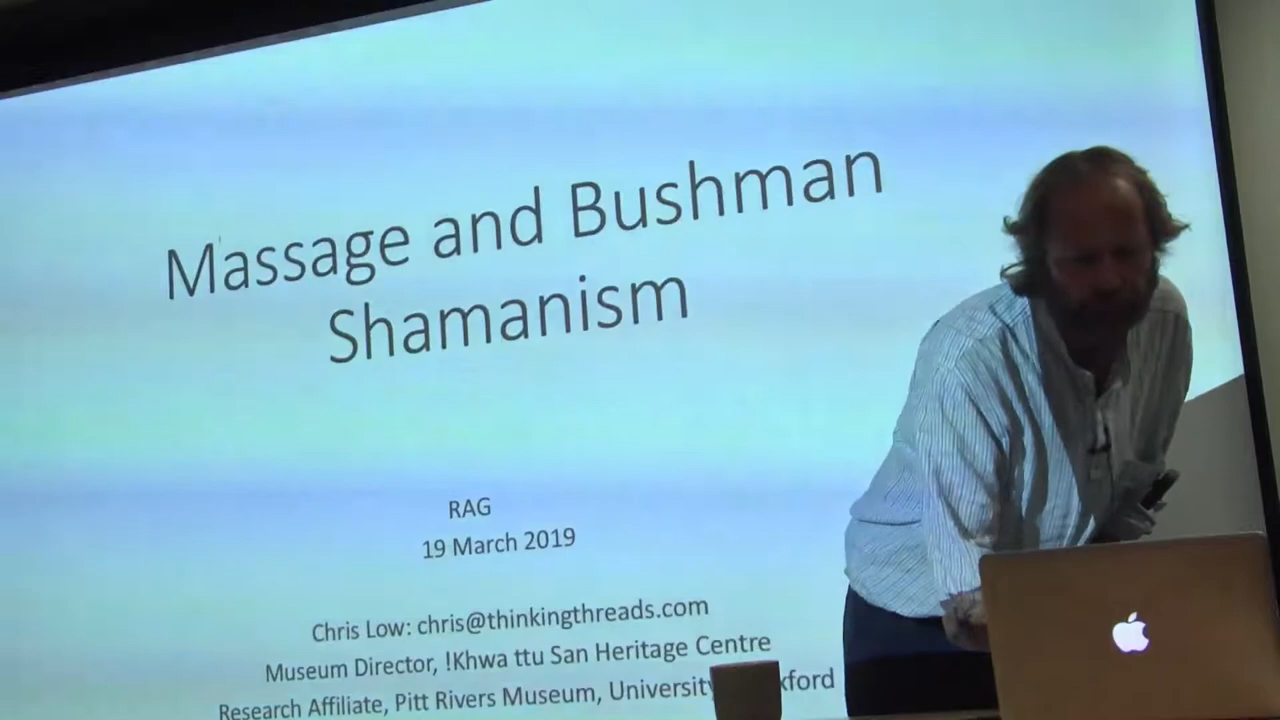 Massage and Bushman
Shamanism
RAG
19 March 2019
Chris Low: chris@thinkingthreads.com
Museum Director, !Khwa ttu San Heritage Centre
Research Affiliate, Pitt Rivers Museum, University